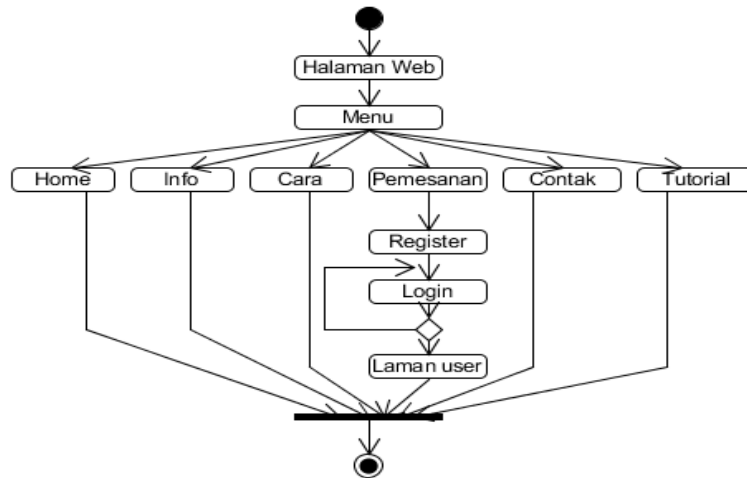 Halaman Web
Menu
Home
Info
Cara
Pemesanan
Contak
Tutorial
Register
Login
Laman user